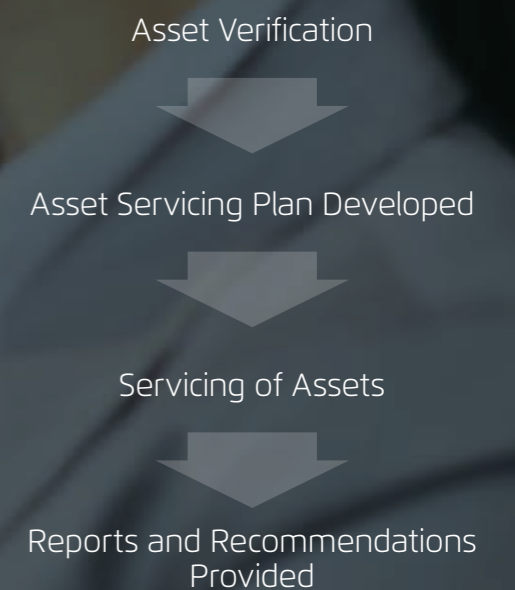 Asset Verification
Asset Servicing Plan Developed
Servicing of Assets
Reports and Recommendations
Provided